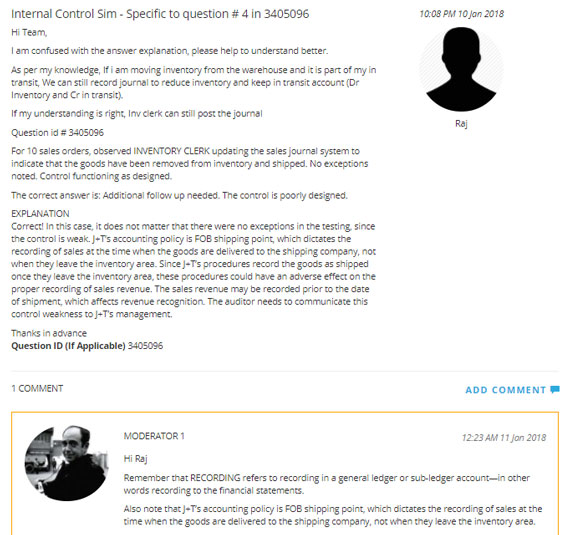 Internal Control Sim - Specific to question # 4 in 3405096
10:08 PM 10 Jan 2018
Hi Team,
I am confused with the answer explanation, please help to understand better.
As per my knowledge, If i am moving inventory from the warehouse and it is part of my in
transit, We can still record journal to reduce inventory and keep in transit account (Dr
Inventory and Cr in transit).
If my understanding is right, Inv clerk can still post the journal
Raj
Question id # 3405096
For 10 sales orders, observed INVENTORY CLERK updating the sales journal system to
indicate that the goods have been removed from inventory and shipped. No exceptions
noted. Control functioning as designed.
The correct answer is: Additional follow up needed. The control is poorly designed.
EXPLANATION
Correct! In this case, it does not matter that there were no exceptions in the testing, since
the control is weak. J+T's accounting policy is FOB shipping point, which dictates the
recording of sales at the time when the goods are delivered to the shipping company, not
when they leave the inventory area. Since J+T's procedures record the goods as shipped
once they leave the inventory area, these procedures could have an adverse effect on the
proper recording of sales revenue. The sales revenue may be recorded prior to the date
of shipment, which affects revenue recognition. The auditor needs to communicate this
control weakness to J+T's management.
Thanks in advance
Question ID (If Applicable) 3405096
1 COMMENT
ADD COMMENT
MODERATOR 1
12:23 AM 11 Jan 2018
Hi Raj
Remember that RECORDING refers to recording in a general ledger or sub-ledger account—in other
words recording to the financial statements.
Also note that J+T's accounting policy is FOB shipping point, which dictates the recording of sales at the
time when the goods are delivered to the shipping company, not when they leave the inventory area.